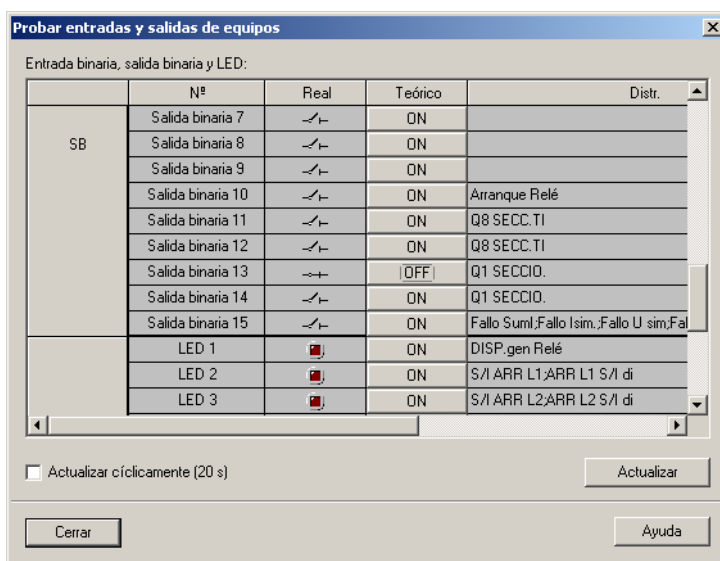 Probar entradas y salidas de equipos
Entrada binaria, salida binaria y LED:
Nº Real Teórico Distr.
SB
Salida binaria 7 ON
Salida binaria 8 ON
Salida binaria 9 ON
Salida binaria 10 ON Arranque Relé
Salida binaria 11 ON Q8 SECC.TI
Salida binaria 12 ON Q8 SECC.TI
Salida binaria 13 OFF Q1 SECCIO.
Salida binaria 14 ON Q1 SECCIO.
Salida binaria 15 ON Fallo SumI;Fallo Isim.;Fallo U sim;Fal
LED 1 ON DISP.gen Relé
LED 2 ON S/I ARR L1;ARR L1 S/I di
LED 3 ON S/I ARR L2;ARR L2 S/I di
Actualizar cíclicamente (20 s)
Actualizar
Cerrar
Ayuda